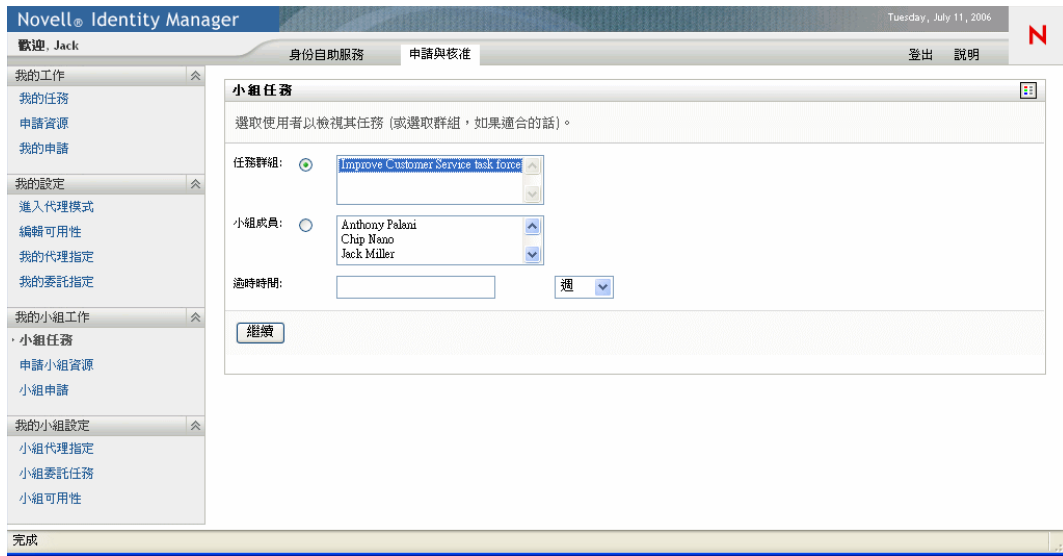 Novell® Identity Manager
Tuesday, July 11, 2006
N
歡迎, Jack
身份自助服務
申請與核准
登出
說明
我的工作
我的任務
申請資源
我的申請
我的設定
進入代理模式
編輯可用性
我的代理指定
我的委託指定
我的小組工作
小組任務
申請小組資源
小組申請
我的小組設定
小組代理指定
小組委託任務
小組可用性
小組任務
選取使用者以檢視其任務 (或選取群組,如果適合的話)。
任務群組:
Improve Customer Service task force
小組成員:
Anthony Palani
Chip Nano
Jack Miller
逾時時間:
週
繼續
完成